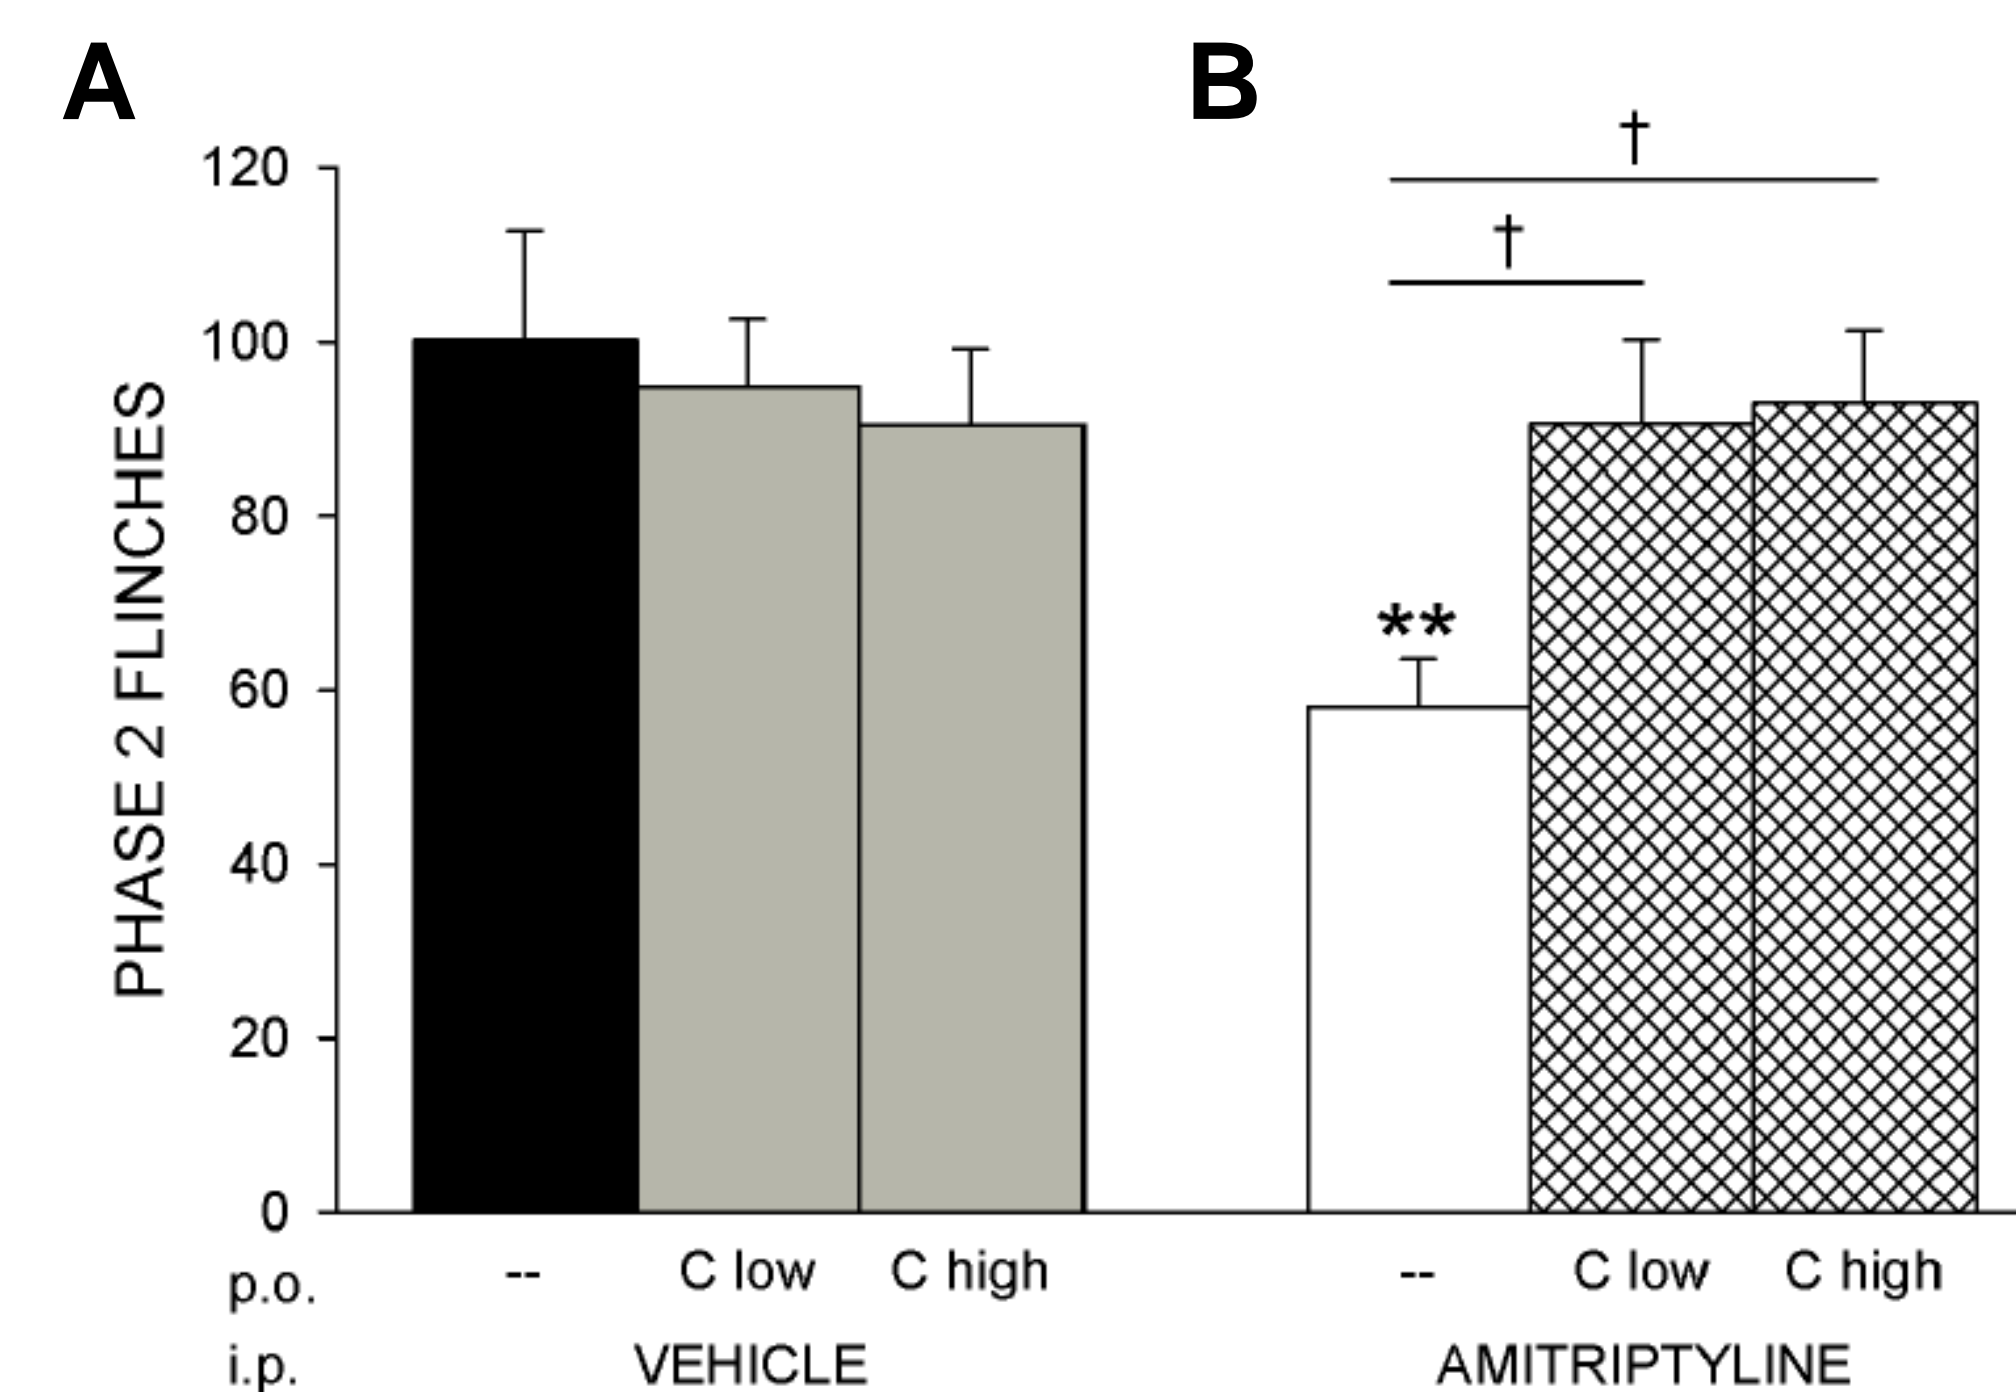 A
B
120
100
80
60
40
20
0
PHASE 2 FLINCHES
†
†
**
p.o. -- C low C high -- C low C high
i.p. VEHICLE AMITRIPTYLINE